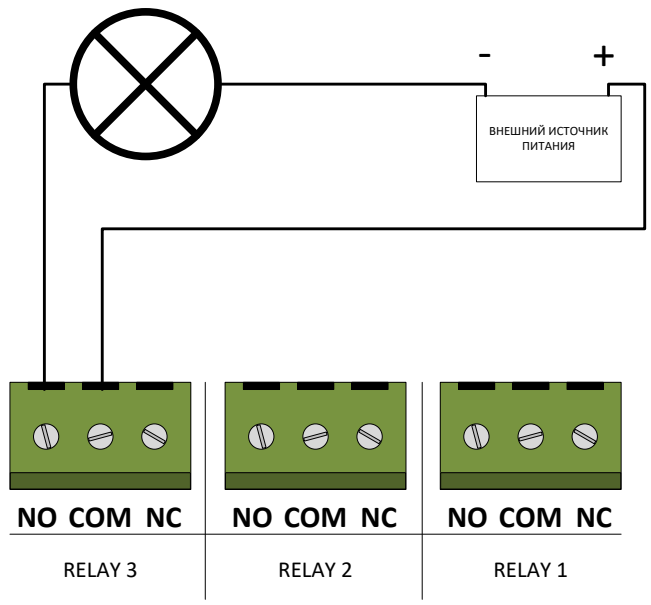 - +
ВНЕШНИЙ ИСТОЧНИК
ПИТАНИЯ
NO COM NC NO COM NC NO COM NC
RELAY 3 RELAY 2 RELAY 1